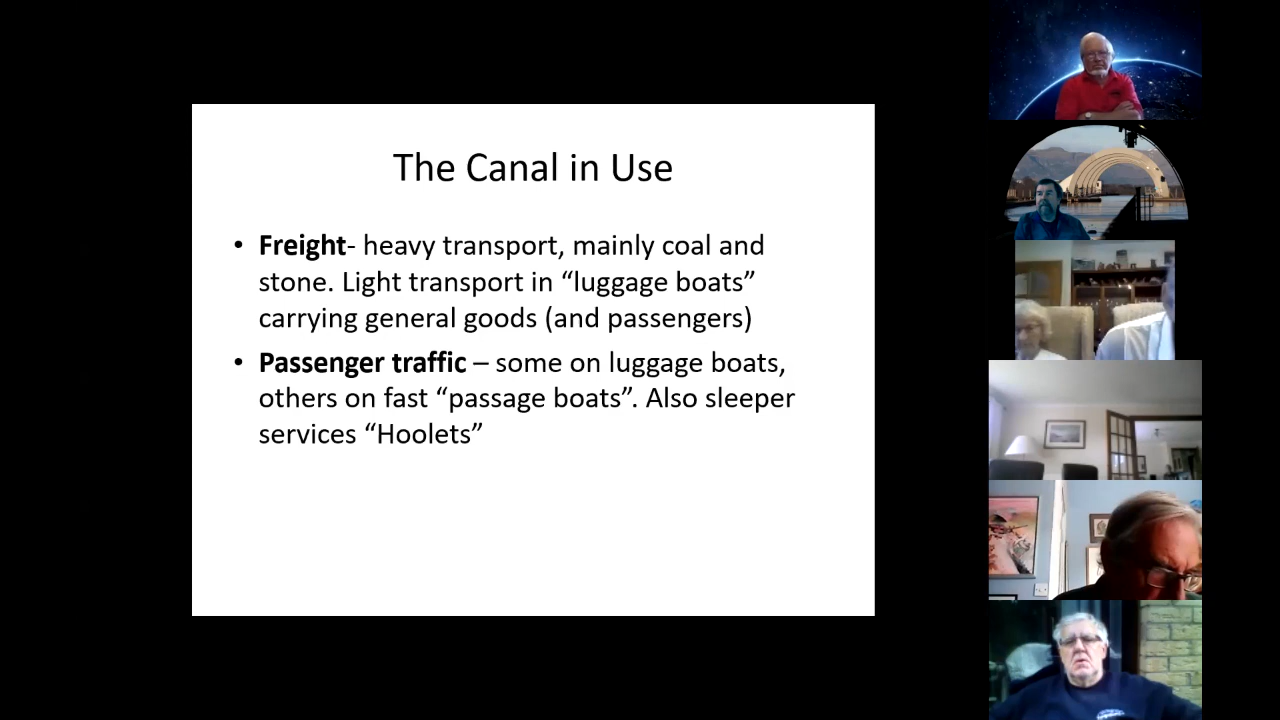 The Canal in Use
• Freight- heavy transport, mainly coal and
stone. Light transport in “luggage boats”
carrying general goods (and passengers)
• Passenger traffic – some on luggage boats,
others on fast “passage boats”. Also sleeper
services “Hoolets”